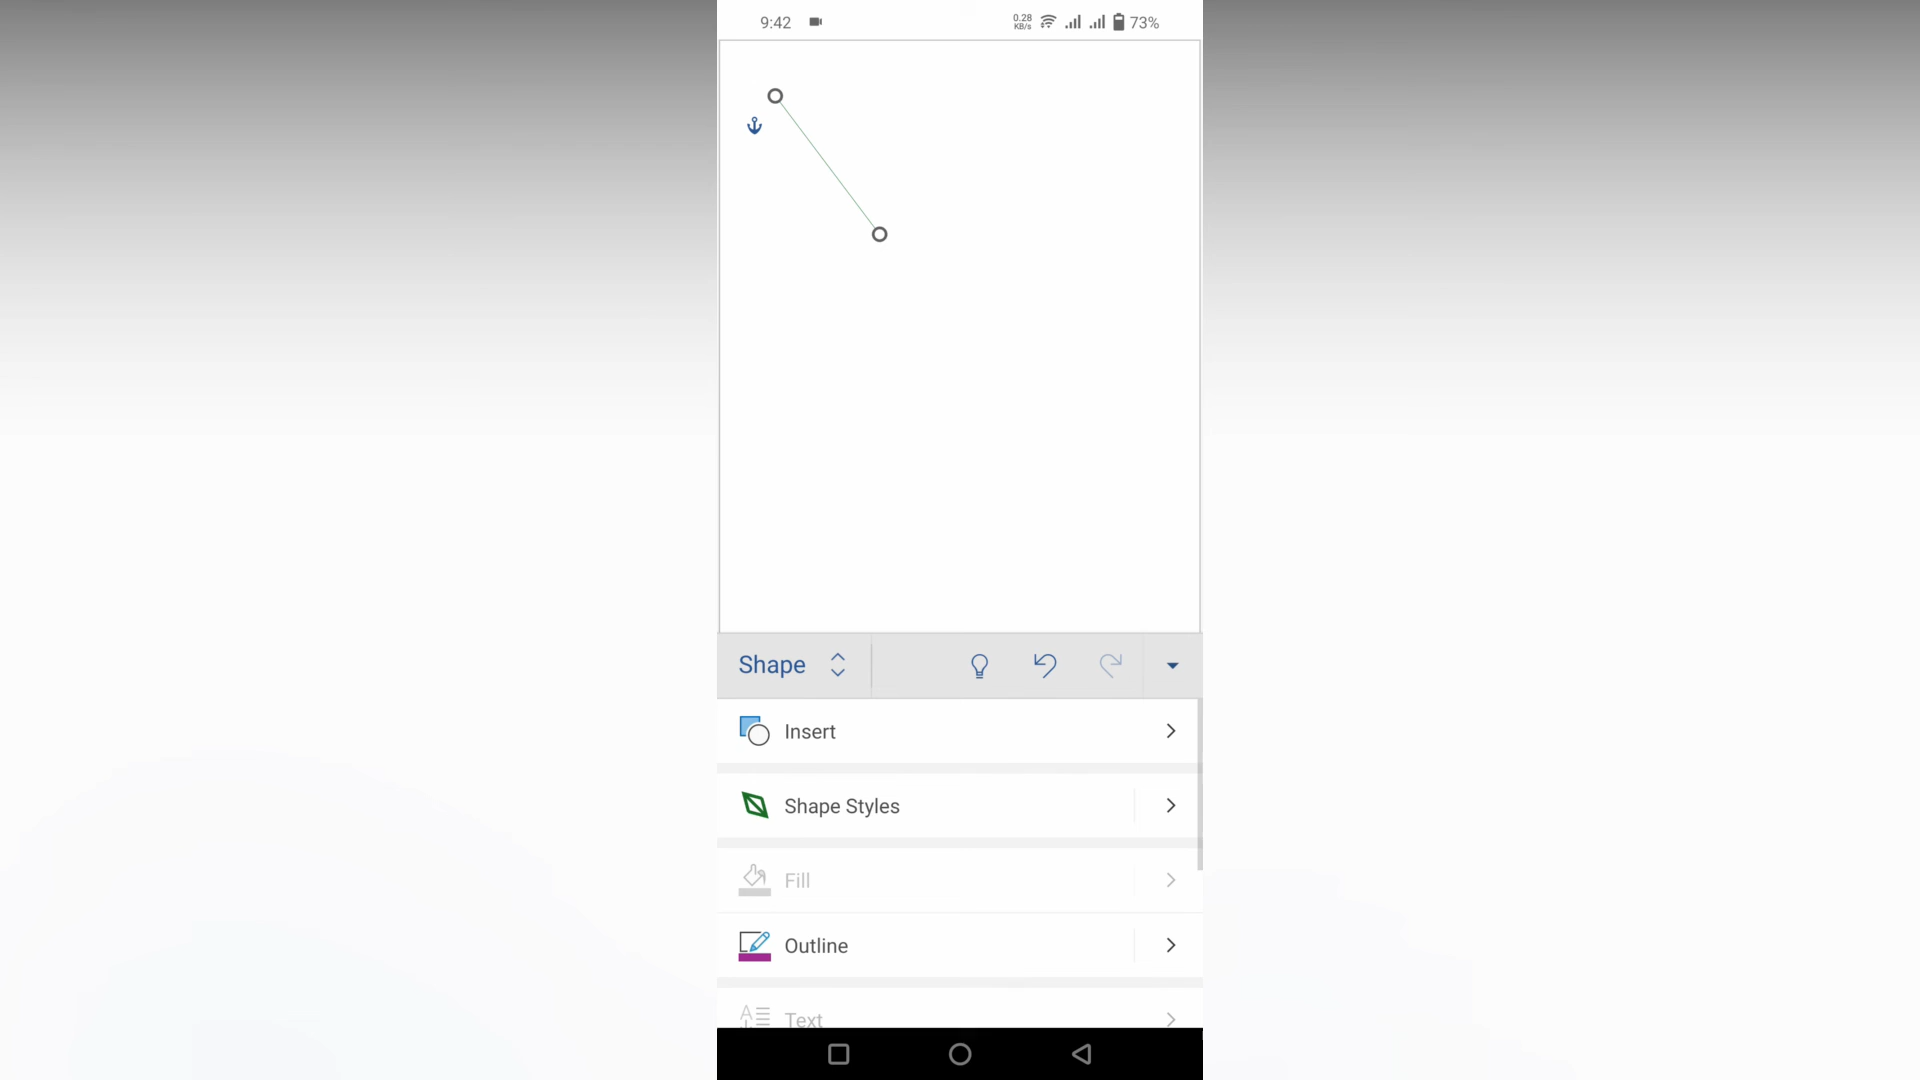 9:42
0.28
KB/s
73%
Shape
Insert
Shape Styles
Fill
Outline
Text